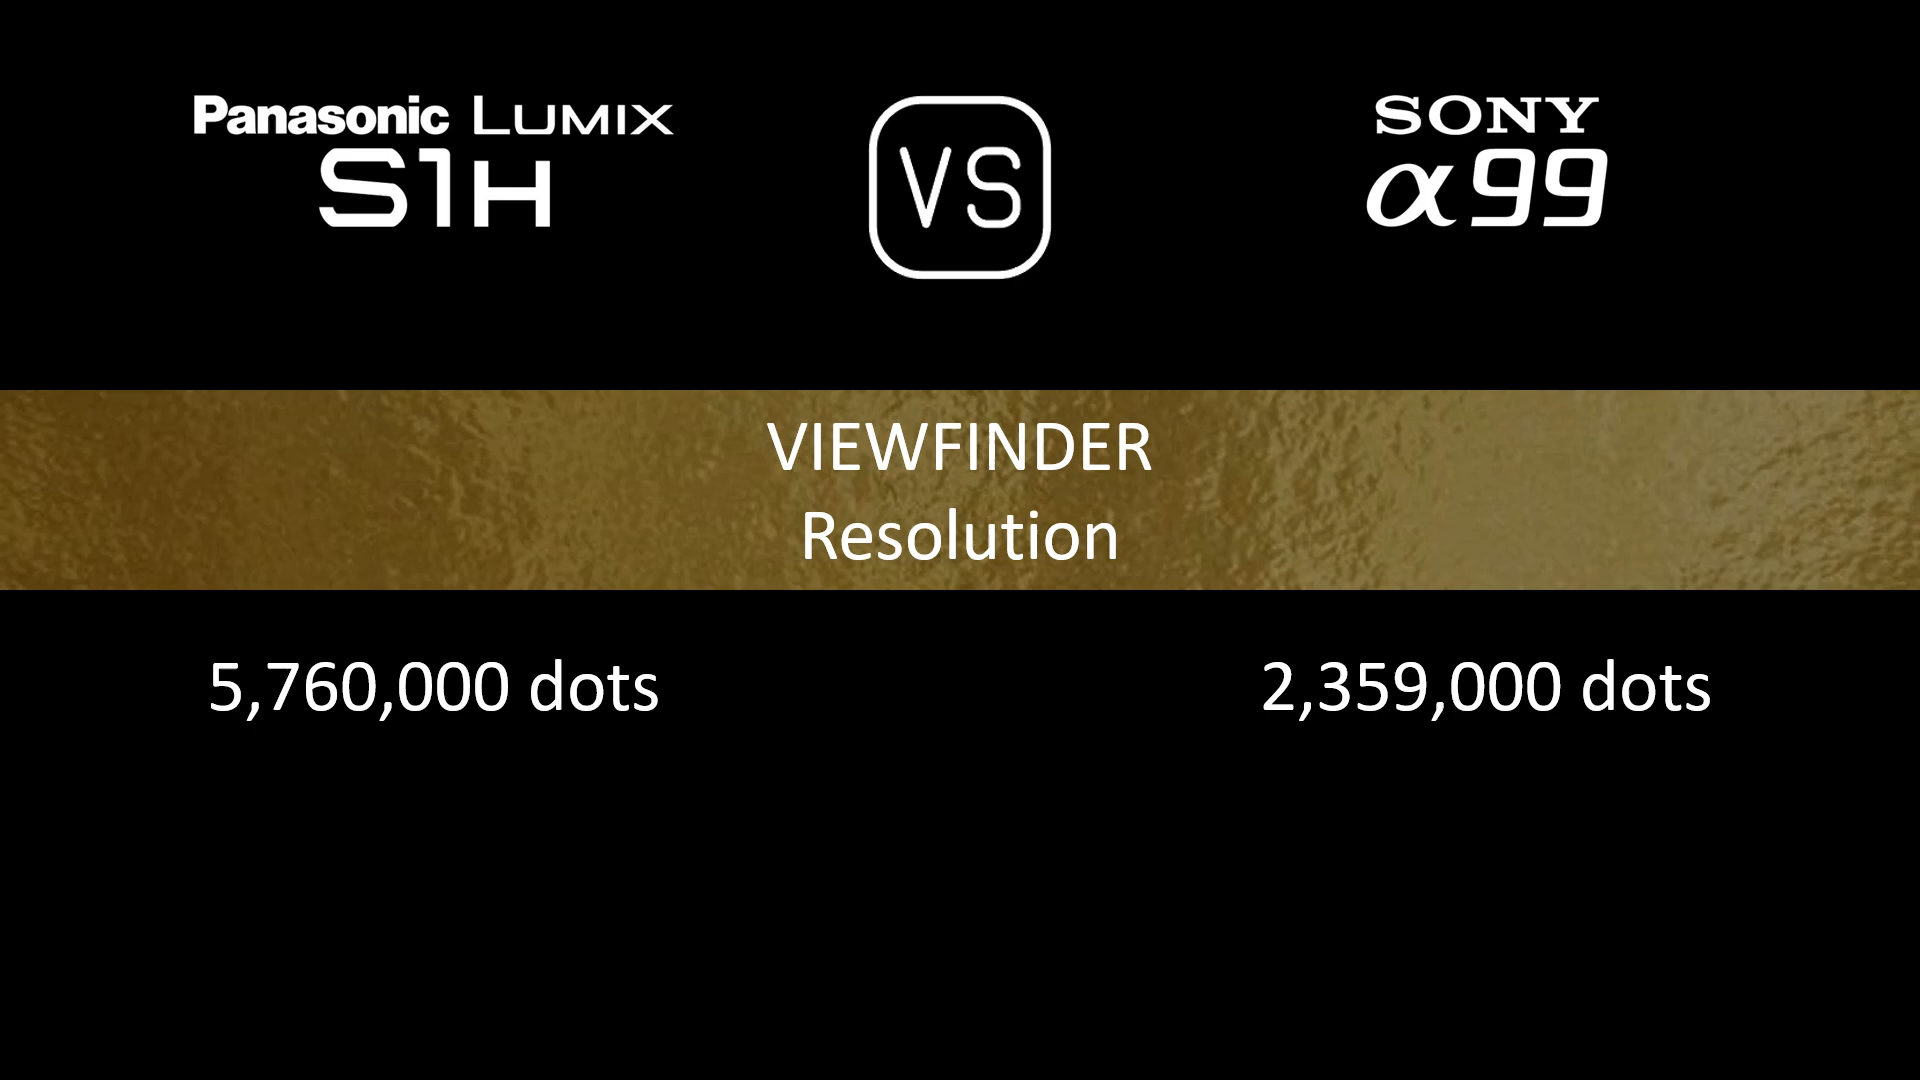 Panasonic LUMIX
S1H
VS
SONY
α99
VIEWFINDER
Resolution
5,760,000 dots
2,359,000 dots